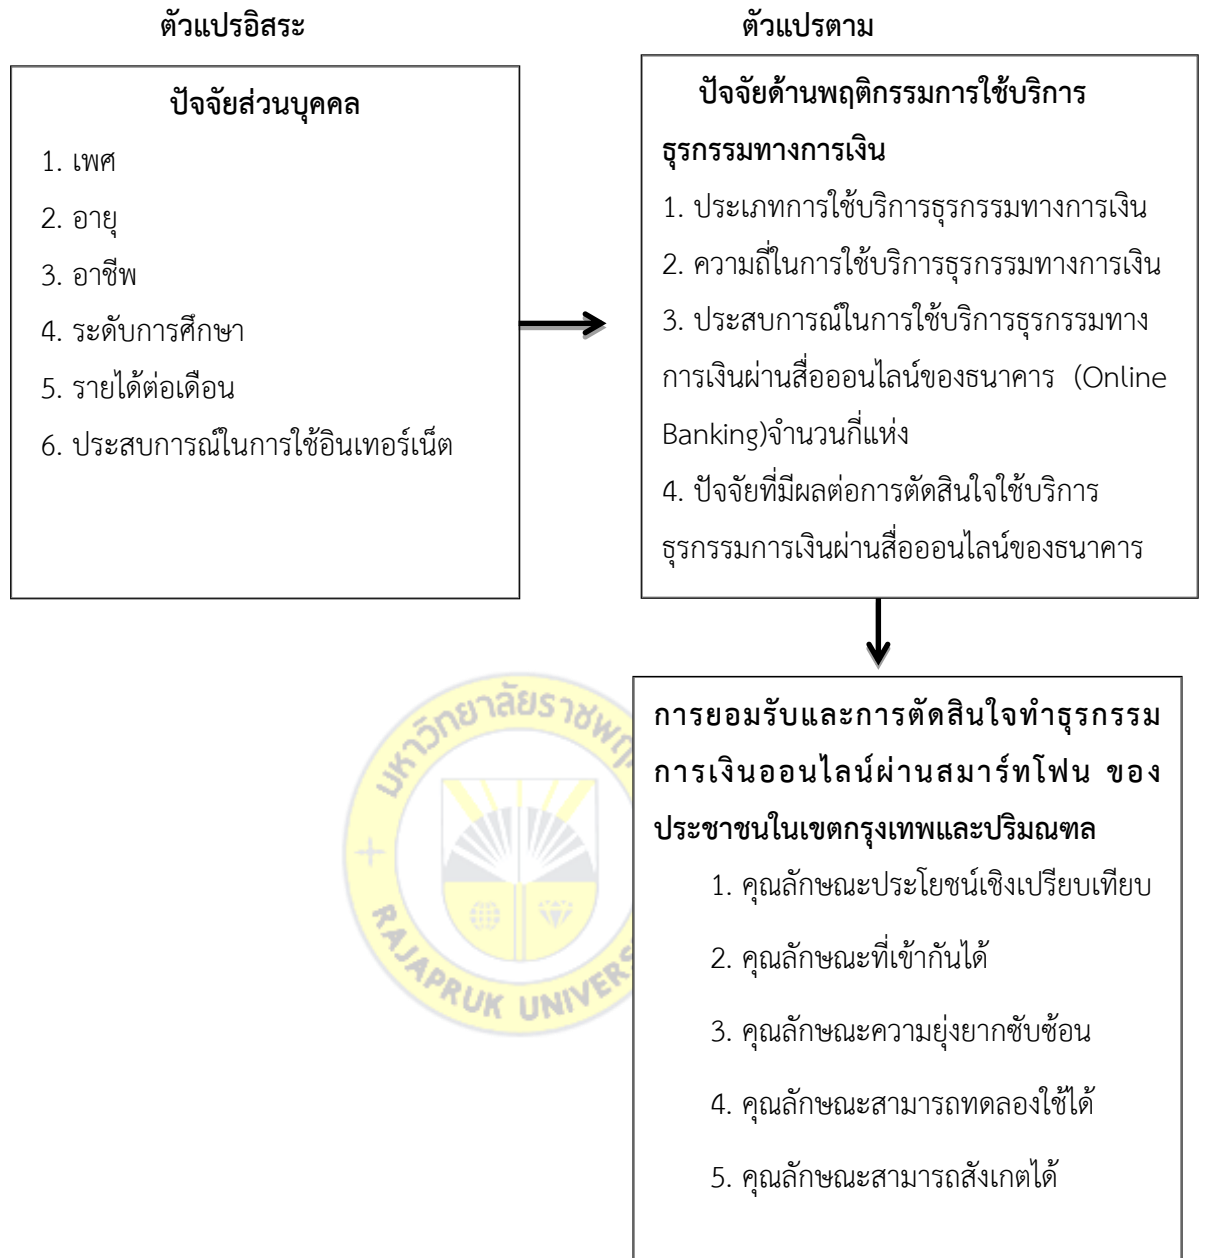 ตัวแปรอิสระ
ตัวแปรตาม
ปัจจัยส่วนบุคคล
1. เพศ
2. อายุ
3. อาชีพ
4. ระดับการศึกษา
5. รายได้ต่อเดือน
6. ประสบการณ์ในการใช้อินเทอร์เน็ต
ปัจจัยด้านพฤติกรรมการใช้บริการ
ธุรกรรมทางการเงิน
1. ประเภทการใช้บริการธุรกรรมทางการเงิน
2. ความถี่ในการใช้บริการธุรกรรมทางการเงิน
3. ประสบการณ์ในการใช้บริการธุรกรรมทาง
การเงินผ่านสื่อออนไลน์ของธนาคาร (Online
Banking)จำนวนกี่แห่ง
4. ปัจจัยที่มีผลต่อการตัดสินใจใช้บริการ
ธุรกรรมการเงินผ่านสื่อออนไลน์ของธนาคาร
การยอมรับและการตัดสินใจทำธุรกรรม
การเงินออนไลน์ผ่านสมาร์ทโฟน ของ
ประชาชนในเขตกรุงเทพและปริมณฑล
1. คุณลักษณะประโยชน์เชิงเปรียบเทียบ
2. คุณลักษณะที่เข้ากันได้
3. คุณลักษณะความยุ่งยากซับซ้อน
4. คุณลักษณะสามารถทดลองใช้ได้
5. คุณลักษณะสามารถสังเกตได้
มหาวิทยาลัยราชพฤ
RAJAPRUK UNIVERS